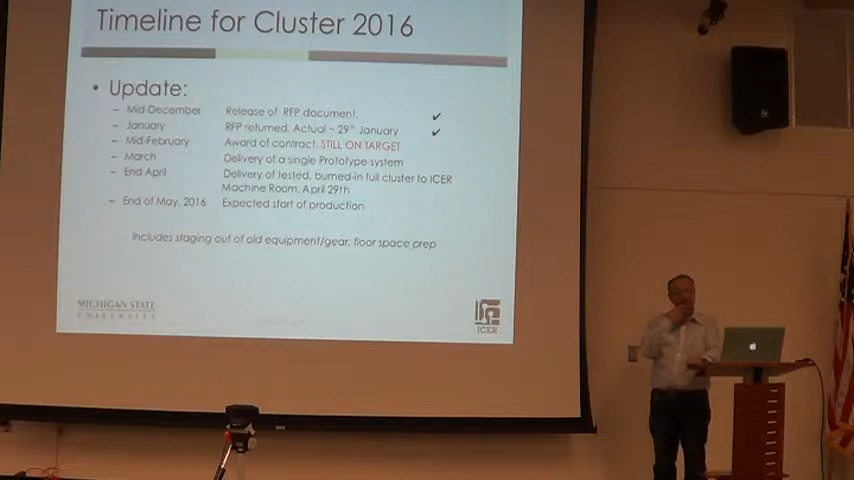 Timeline for Cluster 2016
• Update:
– Mid-December Release of RFP document. ✔
– January RFP returned. Actual ~ 29th January ✔
– Mid-February Award of contract. STILL ON TARGET
– March Delivery of a single Prototype system
– End April Delivery of tested, burned-in full cluster to ICER
Machine Room, April 29th
– End of May, 2016 Expected start of production
Includes staging out of old equipment/gear, floor space prep
MICHIGAN STATE
UNIVERSITY
ICER